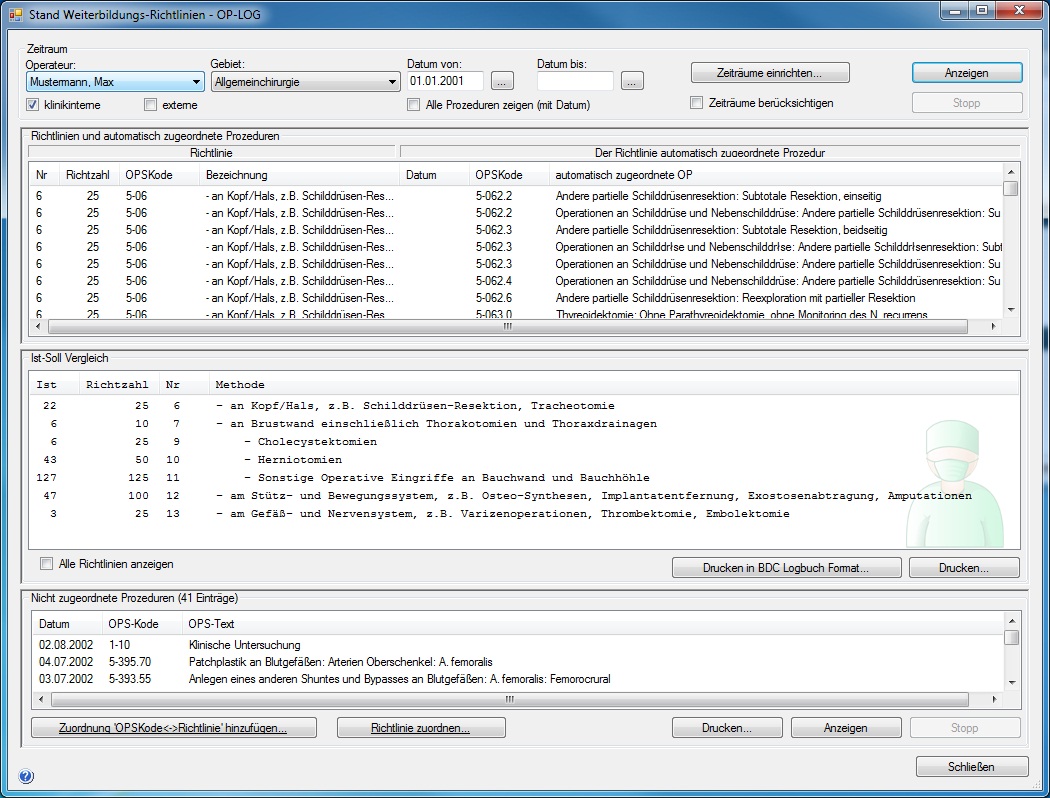 Stand Weiterbildungs-Richtlinien - OP-LOG
Zeitraum
Operateur: Gebiet: Datum von: Datum bis:
Mustermann, Max Allgemeinchirurgie 01.01.2001 ... ... Zeiträume einrichten... Anzeigen
klinikinterne externe Alle Prozeduren zeigen (mit Datum) Zeiträume berücksichtigen Stopp
Richtlinien und automatisch zugeordnete Prozeduren
Richtlinie Der Richtlinie automatisch zugeordnete Prozedur
Nr Richtzahl OPSKode Bezeichnung Datum OPSKode automatisch zugeordnete OP
6 25 5-06 - an Kopf/Hals, z.B. Schilddrüsen-Res... 5-062.2 Andere partielle Schilddrüsenresektion: Subtotale Resektion, einseitig
6 25 5-06 - an Kopf/Hals, z.B. Schilddrüsen-Res... 5-062.2 Operationen an Schilddrüse und Nebenschilddrüse: Andere partielle Schilddrüsenresektion: Su
6 25 5-06 - an Kopf/Hals, z.B. Schilddrüsen-Res... 5-062.3 Andere partielle Schilddrüsenresektion: Subtotale Resektion, beidseitig
6 25 5-06 - an Kopf/Hals, z.B. Schilddrüsen-Res... 5-062.3 Operationen an Schilddrŀse und Nebenschilddrŀse: Andere partielle Schilddrŀsenresektion: Subt
6 25 5-06 - an Kopf/Hals, z.B. Schilddrüsen-Res... 5-062.3 Operationen an Schilddrüse und Nebenschilddrüse: Andere partielle Schilddrüsenresektion: Su
6 25 5-06 - an Kopf/Hals, z.B. Schilddrüsen-Res... 5-062.4 Operationen an Schilddrüse und Nebenschilddrüse: Andere partielle Schilddrüsenresektion: Su
6 25 5-06 - an Kopf/Hals, z.B. Schilddrüsen-Res... 5-062.6 Andere partielle Schilddrüsenresektion: Reexploration mit partieller Resektion
6 25 5-06 - an Kopf/Hals, z.B. Schilddrüsen-Res... 5-063.0 Thyreoidektomie: Ohne Parathyreoidektomie, ohne Monitoring des N. recurrens
Ist-Soll Vergleich
Ist Richtzahl Nr Methode
22 25 6 - an Kopf/Hals, z.B. Schilddrüsen-Resektion, Tracheotomie
6 10 7 - an Brustwand einschließlich Thorakotomien und Thoraxdrainagen
6 25 9 - Cholecystektomien
43 50 10 - Herniotomien
127 125 11 - Sonstige Operative Eingriffe an Bauchwand und Bauchhöhle
47 100 12 - am Stütz- und Bewegungssystem, z.B. Osteo-Synthesen, Implantatentfernung, Exostosenabtragung, Amputationen
3 25 13 - am Gefäß- und Nervensystem, z.B. Varizenoperationen, Thrombektomie, Embolektomie
Alle Richtlinien anzeigen Drucken in BDC Logbuch Format... Drucken...
Nicht zugeordnete Prozeduren (41 Einträge)
Datum OPS-Kode OPS-Text
02.08.2002 1-10 Klinische Untersuchung
04.07.2002 5-395.70 Patchplastik an Blutgefäßen: Arterien Oberschenkel: A. femoralis
03.07.2002 5-393.55 Anlegen eines anderen Shuntes und Bypasses an Blutgefäßen: A. femoralis: Femorocrural
Zuordnung 'OPSKode<->Richtlinie' hinzufügen... Richtlinie zuordnen... Drucken... Anzeigen Stopp
? Schließen